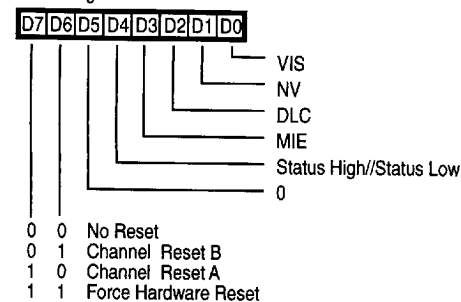 D7 D6 D5 D4 D3 D2 D1 D0
VIS
NV
DLC
MIE
Status High//Status Low
0
0 0 No Reset
0 1 Channel Reset B
1 0 Channel Reset A
1 1 Force Hardware Reset